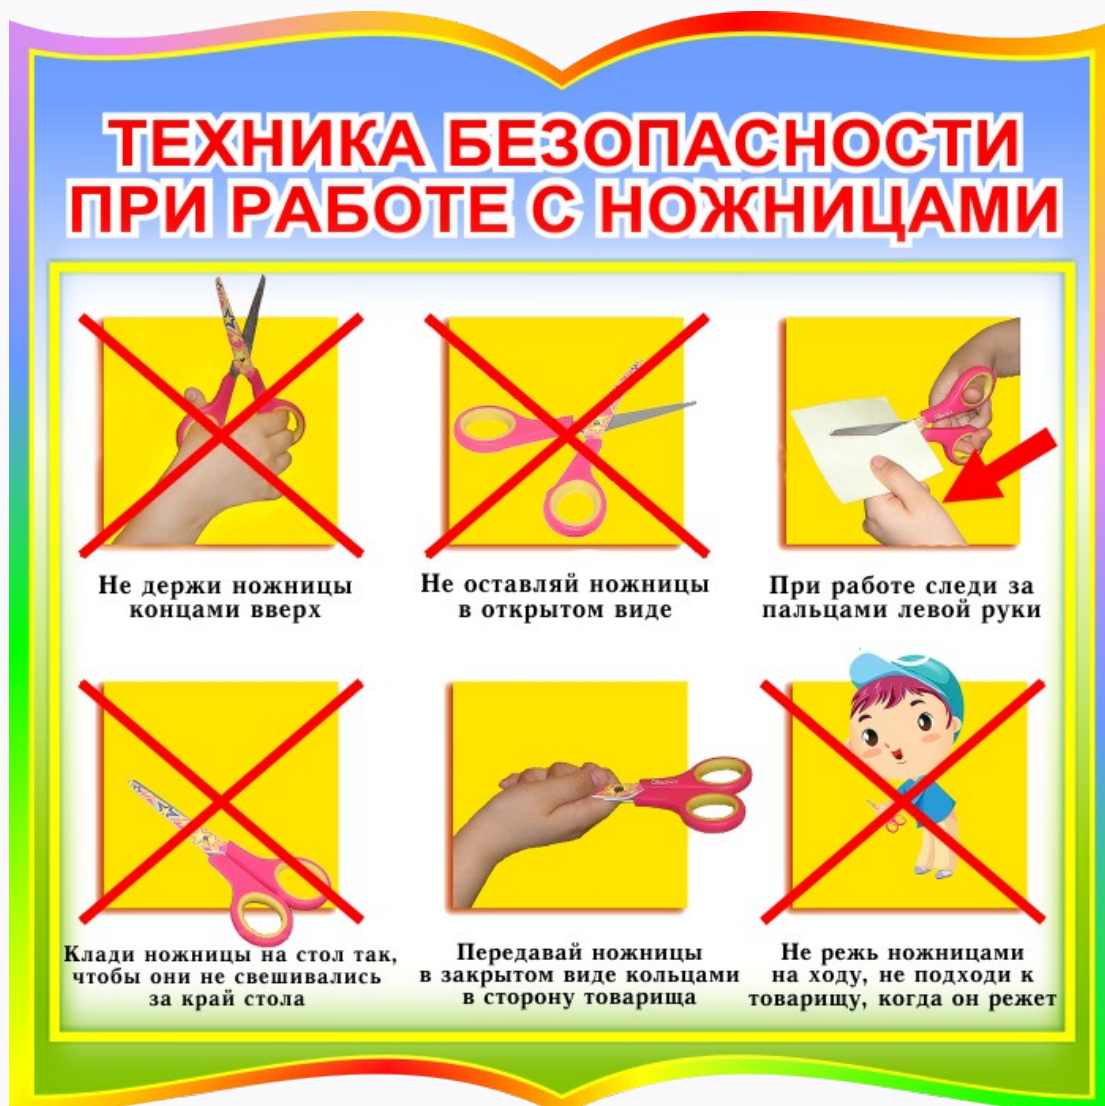 ТЕХНИКА БЕЗОПАСНОСТИ
ПРИ РАБОТЕ С НОЖНИЦАМИ
Не держи ножницы
концами вверх
Не оставляй ножницы
в открытом виде
При работе следи за
пальцами левой руки
Клади ножницы на стол так,
чтобы они не свешивались
за край стола
Передавай ножницы
в закрытом виде кольцами
в сторону товарища
Не режь ножницами
на ходу, не подходи к
товарищу, когда он режет